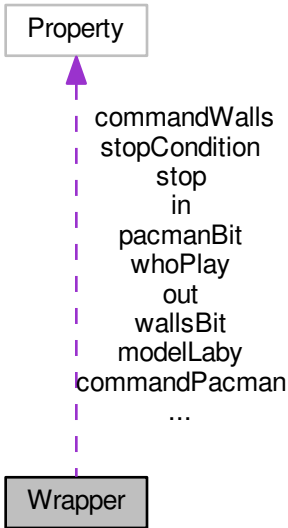 Property
commandWalls
stopCondition
stop
in
pacmanBit
whoPlay
out
wallsBit
modelLaby
commandPacman
...
Wrapper